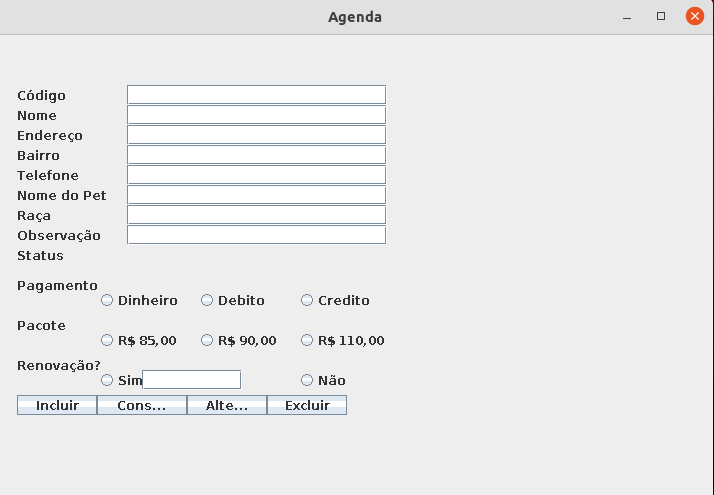 Agenda
Código
Nome
Endereço
Bairro
Telefone
Nome do Pet
Raça
Observação
Status
Pagamento
Dinheiro Debito Credito
Pacote
R$ 85,00 R$ 90,00 R$ 110,00
Renovação?
Sim Não
Incluir Cons... Alte... Excluir